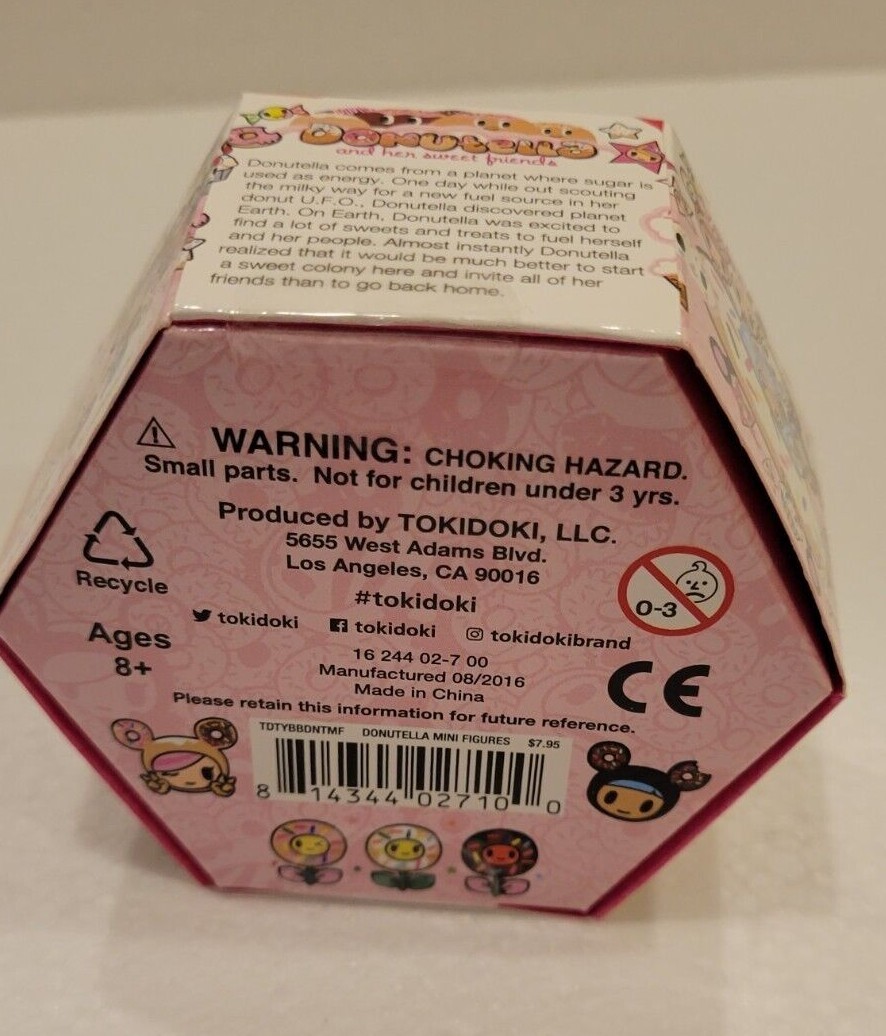 DONUTELLA
and her sweet friends
Donutella comes from a planet where sugar is
used as energy. One day while out scouting
the milky way for a new fuel source in her
donut U.F.O., Donutella discovered planet
Earth. On Earth, Donutella was excited to
find a lot of sweets and treats to fuel herself
and her people. Almost instantly Donutella
realized that it would be much better to start
a sweet colony here and invite all of her
friends than to go back home.
WARNING: CHOKING HAZARD.
Small parts. Not for children under 3 yrs.
Produced by TOKIDOKI, LLC.
5655 West Adams Blvd.
Los Angeles, CA 90016
Recycle
#tokidoki
0-3
tokidoki tokidoki tokidokibrand
Ages
8+
16 244 02-7 00
Manufactured 08/2016
Made in China
CE
Please retain this information for future reference.
TDTYBBDNTMF DONUTELLA MINI FIGURES $7.95
8 14344 02710 0